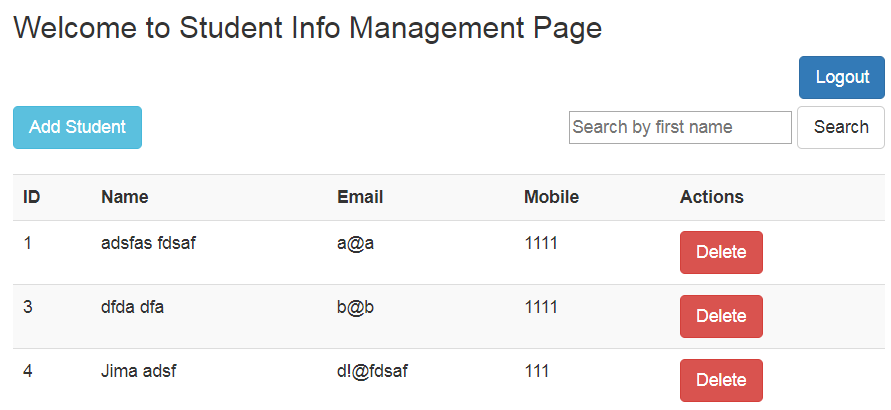 Welcome to Student Info Management Page
Logout
Add Student Search by first name Search
ID Name Email Mobile Actions
1 adsfas fdsaf a@a 1111 Delete
3 dfda dfa b@b 1111 Delete
4 Jima adsf d!@fdsaf 111 Delete